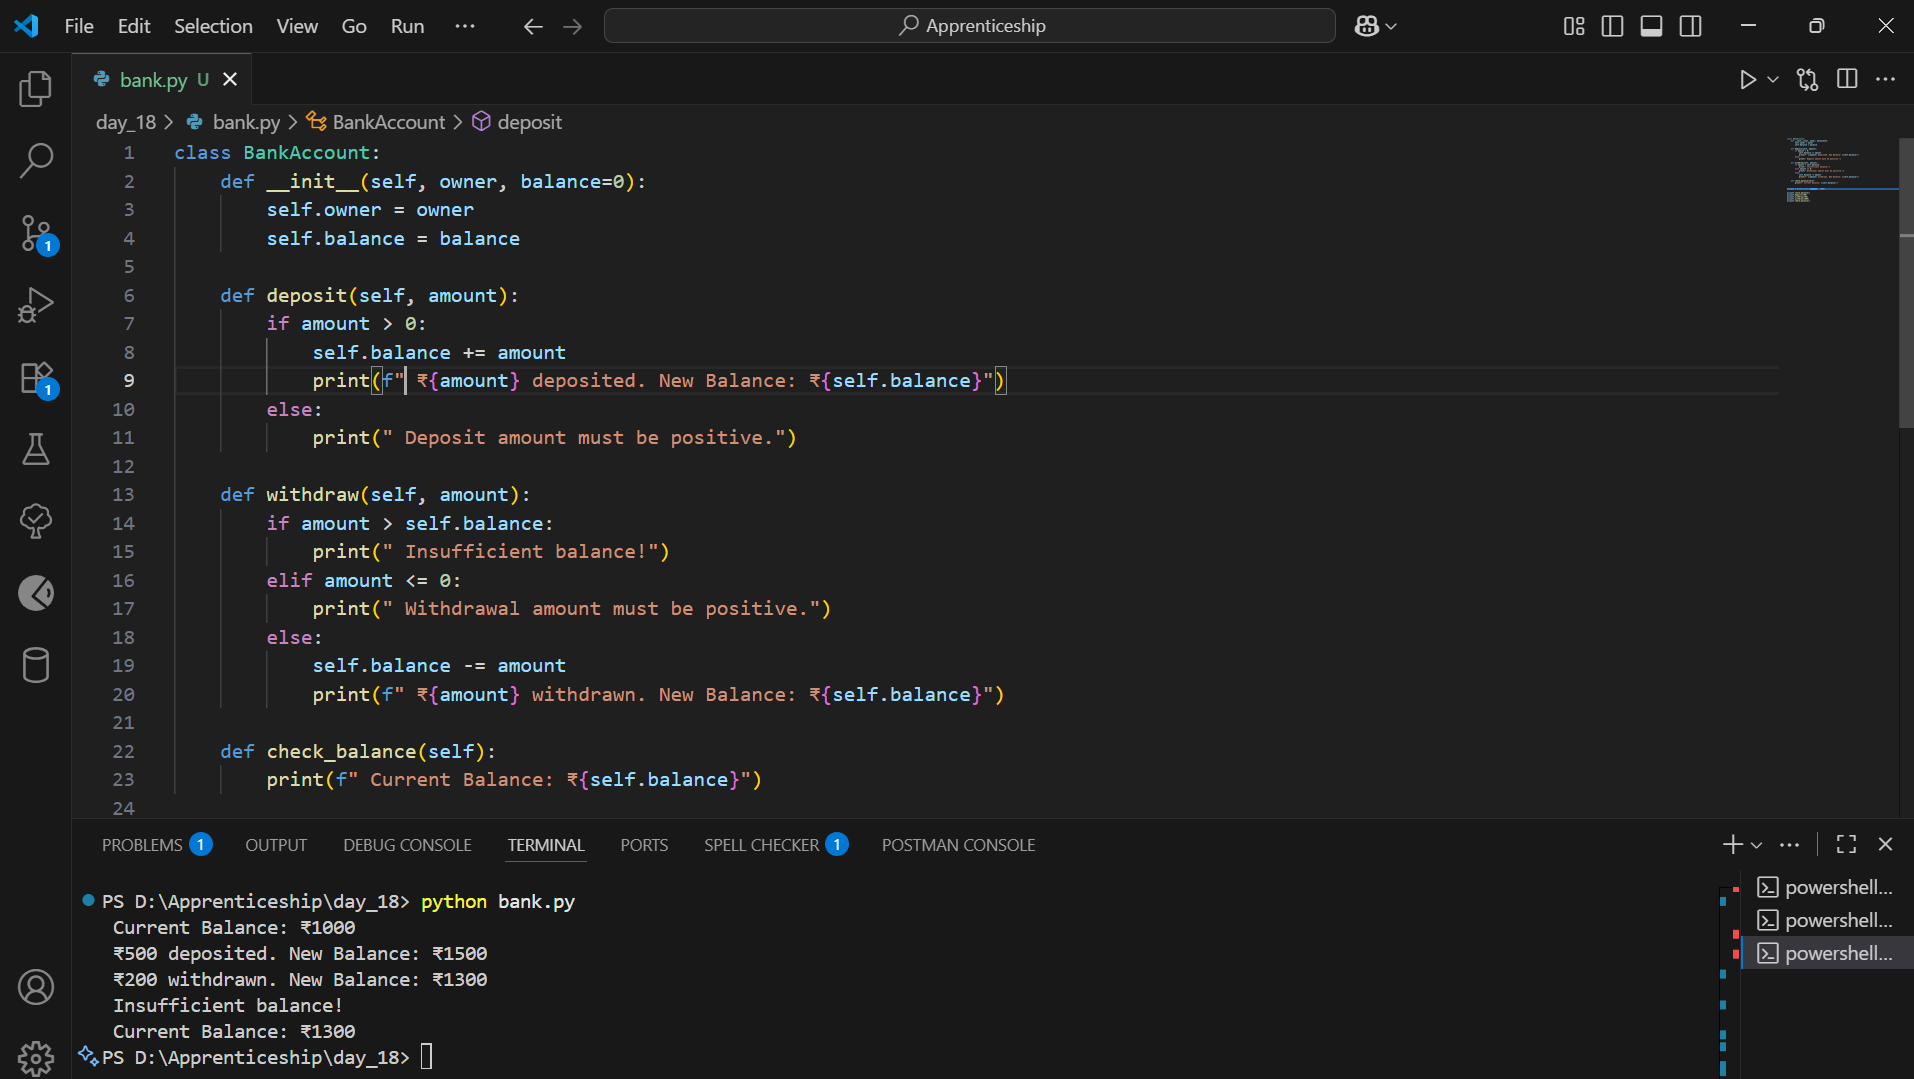 File Edit Selection View Go Run ··· Apprenticeship
bank.py U
day_18 > bank.py > BankAccount > deposit
1 class BankAccount:
2     def __init__(self, owner, balance=0):
3         self.owner = owner
4         self.balance = balance
5
6     def deposit(self, amount):
7         if amount > 0:
8             self.balance += amount
9             print(f" ₹{amount} deposited. New Balance: ₹{self.balance}")
10         else:
11             print(" Deposit amount must be positive.")
12
13     def withdraw(self, amount):
14         if amount > self.balance:
15             print(" Insufficient balance!")
16         elif amount <= 0:
17             print(" Withdrawal amount must be positive.")
18         else:
19             self.balance -= amount
20             print(f" ₹{amount} withdrawn. New Balance: ₹{self.balance}")
21
22     def check_balance(self):
23         print(f" Current Balance: ₹{self.balance}")
24
1
1
PROBLEMS 1 OUTPUT DEBUG CONSOLE TERMINAL PORTS SPELL CHECKER 1 POSTMAN CONSOLE
PS D:\Apprenticeship\day_18> python bank.py
 Current Balance: ₹1000
 ₹500 deposited. New Balance: ₹1500
 ₹200 withdrawn. New Balance: ₹1300
 Insufficient balance!
 Current Balance: ₹1300
PS D:\Apprenticeship\day_18>
powershell...
powershell...
powershell...